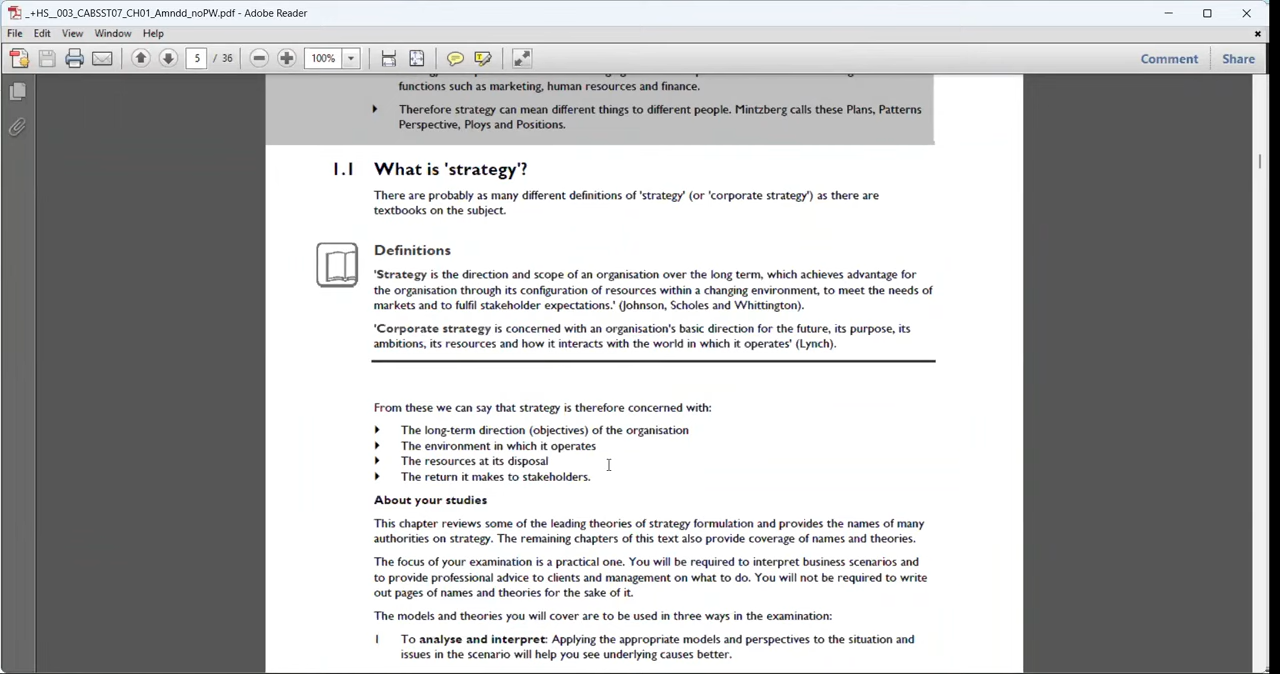 _+HS__003_CABSST07_CH01_Amndd_noPW.pdf - Adobe Reader
File Edit View Window Help
5 / 36 100% Comment Share
functions such as marketing, human resources and finance.
Therefore strategy can mean different things to different people. Mintzberg calls these Plans, Patterns
Perspective, Ploys and Positions.
1.1 What is 'strategy'?
There are probably as many different definitions of 'strategy' (or 'corporate strategy') as there are
textbooks on the subject.
Definitions
'Strategy is the direction and scope of an organisation over the long term, which achieves advantage for
the organisation through its configuration of resources within a changing environment, to meet the needs of
markets and to fulfil stakeholder expectations.' (Johnson, Scholes and Whittington).
'Corporate strategy is concerned with an organisation's basic direction for the future, its purpose, its
ambitions, its resources and how it interacts with the world in which it operates' (Lynch).
From these we can say that strategy is therefore concerned with:
The long-term direction (objectives) of the organisation
The environment in which it operates
The resources at its disposal
The return it makes to stakeholders.
About your studies
This chapter reviews some of the leading theories of strategy formulation and provides the names of many
authorities on strategy. The remaining chapters of this text also provide coverage of names and theories.
The focus of your examination is a practical one. You will be required to interpret business scenarios and
to provide professional advice to clients and management on what to do. You will not be required to write
out pages of names and theories for the sake of it.
The models and theories you will cover are to be used in three ways in the examination:
1 To analyse and interpret: Applying the appropriate models and perspectives to the situation and
issues in the scenario will help you see underlying causes better.